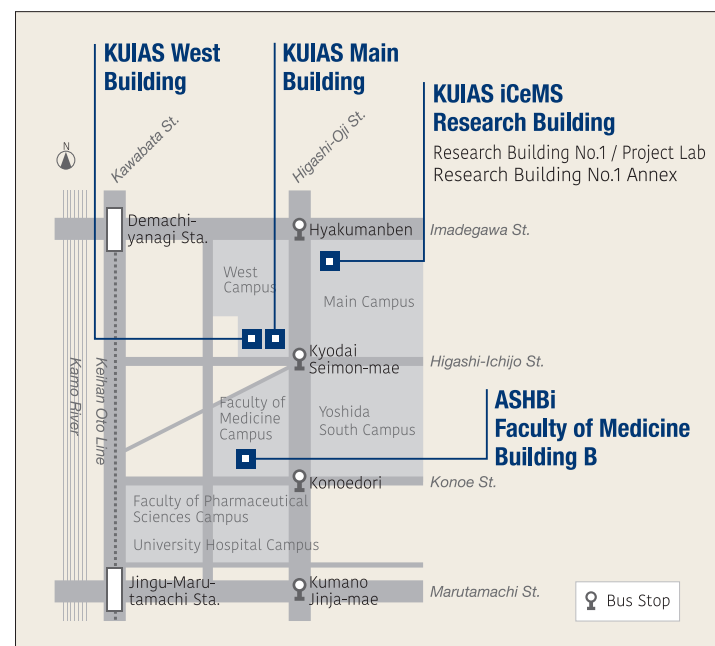 KUIAS West
Building
KUIAS Main
Building
KUIAS iCeMS
Research Building
Research Building No.1 / Project Lab
Research Building No.1 Annex
N
Kawabata St.
Higashi-Oji St.
Demachi-
yanagi Sta.
Hyakumanben
Imadegawa St.
West
Campus
Main Campus
Kyodai
Seimon-mae
Higashi-Ichijo St.
Kamo River
Keihan Oto Line
Faculty of
Medicine
Campus
Yoshida
South Campus
ASHBi
Faculty of Medicine
Building B
Konoedori
Konoe St.
Faculty of Pharmaceutical
Sciences Campus
University Hospital Campus
Jingu-Maru-
tamachi Sta.
Kumano
Jinja-mae
Marutamachi St.
Bus Stop